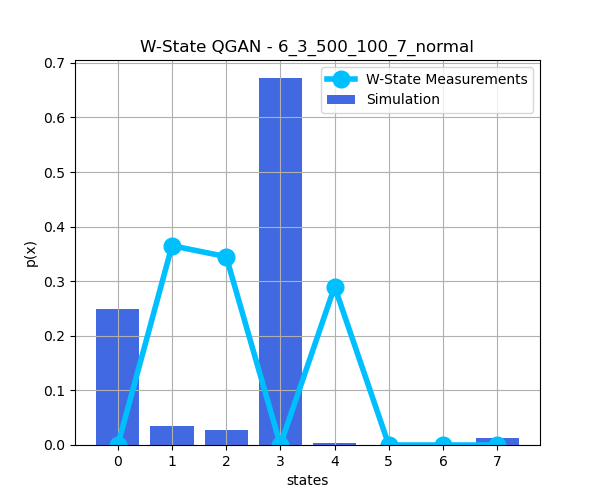 W-State QGAN - 6_3_500_100_7_normal
W-State Measurements
Simulation
p(x)
0.7
0.6
0.5
0.4
0.3
0.2
0.1
0.0
0 1 2 3 4 5 6 7
states